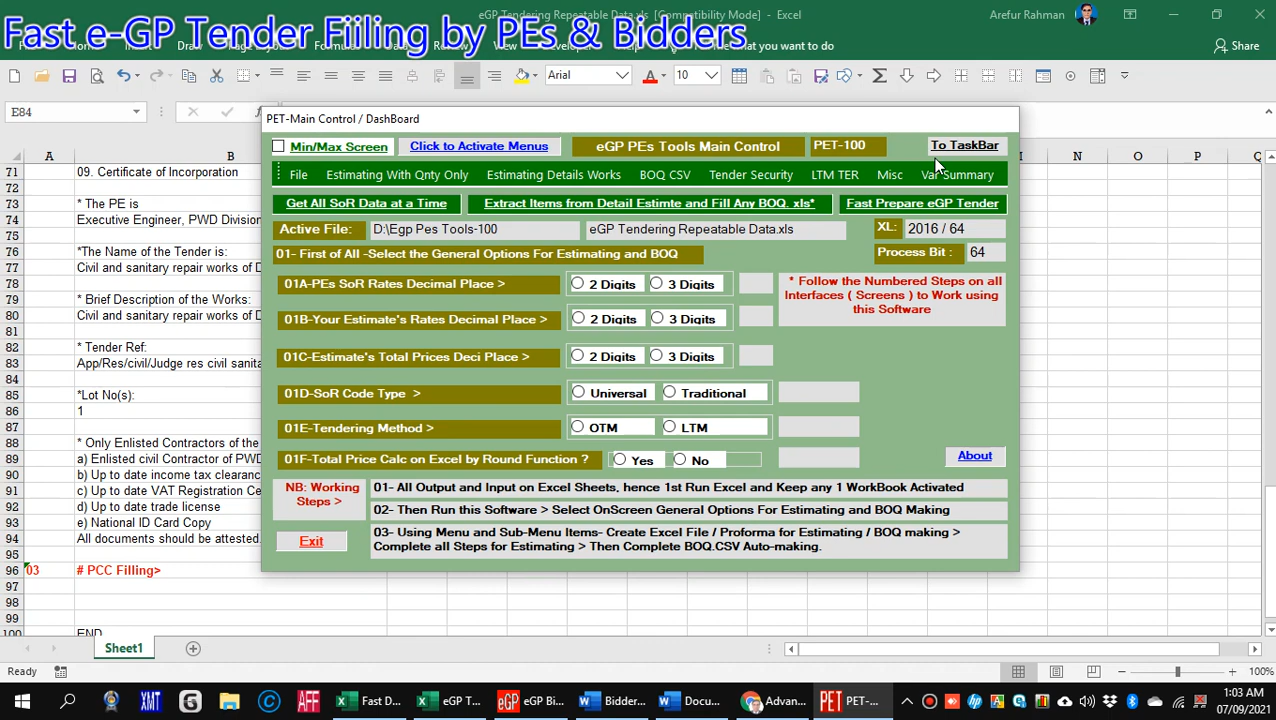 eGP Tendering Repeatable Data.xls [Compatibility Mode] - Excel
Arefur Rahman
Fast e-GP Tender Fiiling by PEs & Bidders
you want to do
Share
Arial
10
E84
A
B
N
O
P
Q
PET-Main Control / DashBoard
Min/Max Screen
Click to Activate Menus
eGP PEs Tools Main Control
PET-100
To TaskBar
File
Estimating With Qnty Only
Estimating Details Works
BOQ CSV
Tender Security
LTM TER
Misc
Var Summary
Get All SoR Data at a Time
Extract Items from Detail Estimte and Fill Any BOQ. xls*
Fast Prepare eGP Tender
Active File:
D:\Egp Pes Tools-100
eGP Tendering Repeatable Data.xls
XL:
2016 / 64
Process Bit :
64
01- First of All -Select the General Options For Estimating and BOQ
01A-PEs SoR Rates Decimal Place >
2 Digits
3 Digits
* Follow the Numbered Steps on all
Interfaces ( Screens ) to Work using
this Software
01B-Your Estimate's Rates Decimal Place >
2 Digits
3 Digits
01C-Estimate's Total Prices Deci Place >
2 Digits
3 Digits
01D-SoR Code Type >
Universal
Traditional
01E-Tendering Method >
OTM
LTM
01F-Total Price Calc on Excel by Round Function ?
Yes
No
About
NB: Working
Steps >
01- All Output and Input on Excel Sheets, hence 1st Run Excel and Keep any 1 WorkBook Activated
02- Then Run this Software > Select OnScreen General Options For Estimating and BOQ Making
03- Using Menu and Sub-Menu Items- Create Excel File / Proforma for Estimating / BOQ making >
Complete all Steps for Estimating > Then Complete BOQ.CSV Auto-making.
Exit
71 09. Certificate of Incorporation
72
73 * The PE is
74 Executive Engineer, PWD Division
75
76 *The Name of the Tender is:
77 Civil and sanitary repair works of D
78
79 * Brief Description of the Works:
80 Civil and sanitary repair works of D
81
82 * Tender Ref:
83 App/Res/civil/Judge res civil sanita
84
85 *Lot No(s):
86 1
87
88 * Only Enlisted Contractors of the
89 a) Enlisted civil Contractor of PWD
90 b) Up to date income tax clearanc
91 c) Up to date VAT Registration Ce
92 d) Up to date trade license
93 e) National ID Card Copy
94 All documents should be attested.
95
96 03 # PCC Filling>
97
98
99
100 END
Sheet1
Ready
100%
XMT
AFF
Fast D...
eGP T...
eGP
eGP Bi...
Bidder...
Docu...
Advan...
PET
PET-...
1:03 AM
07/09/2021